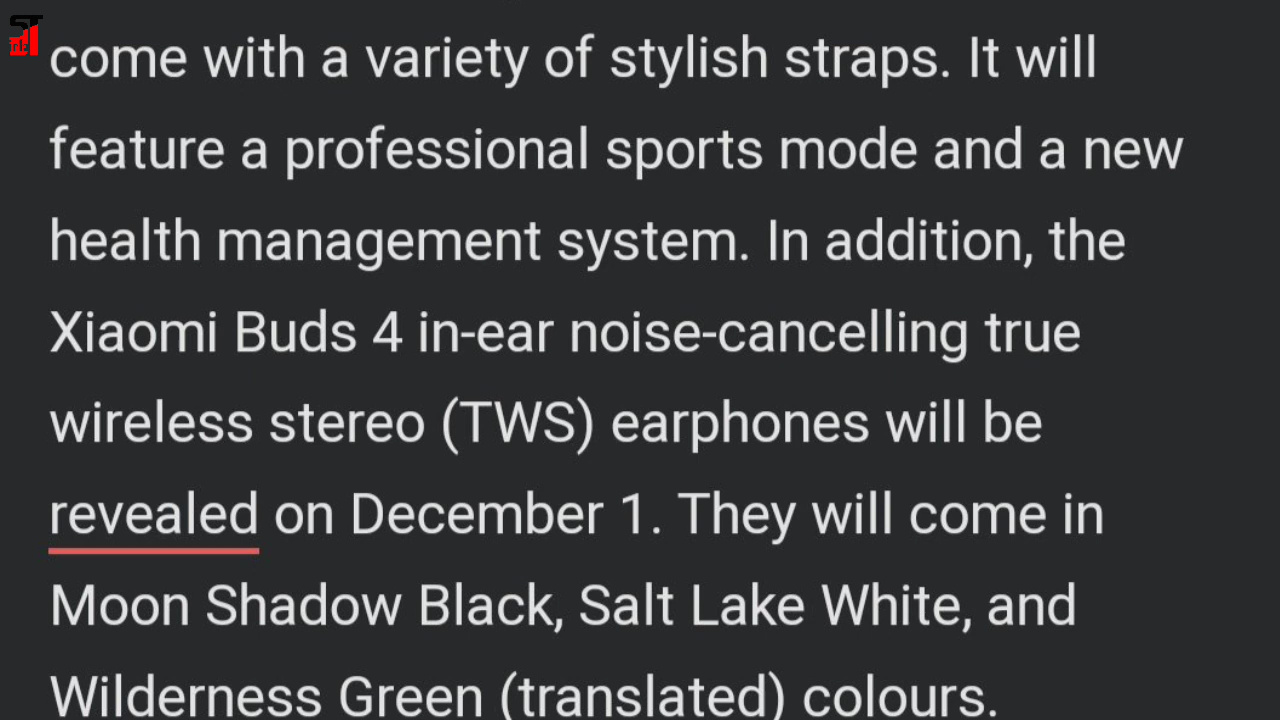 ST
come with a variety of stylish straps. It will
feature a professional sports mode and a new
health management system. In addition, the
Xiaomi Buds 4 in-ear noise-cancelling true
wireless stereo (TWS) earphones will be
revealed on December 1. They will come in
Moon Shadow Black, Salt Lake White, and
Wilderness Green (translated) colours.